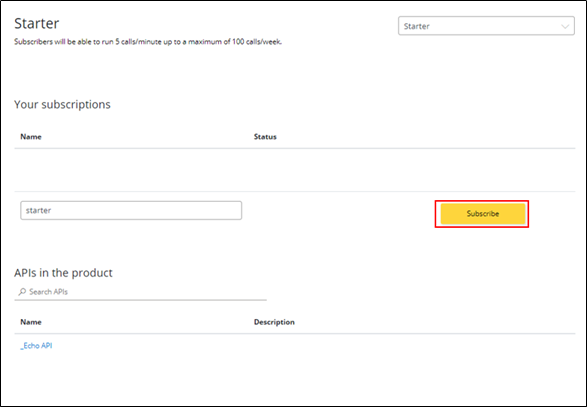 Starter
Starter
Subscribers will be able to run 5 calls/minute up to a maximum of 100 calls/week.
Your subscriptions
Name Status
starter
Subscribe
APIs in the product
Search APIs
Name Description
_Echo API